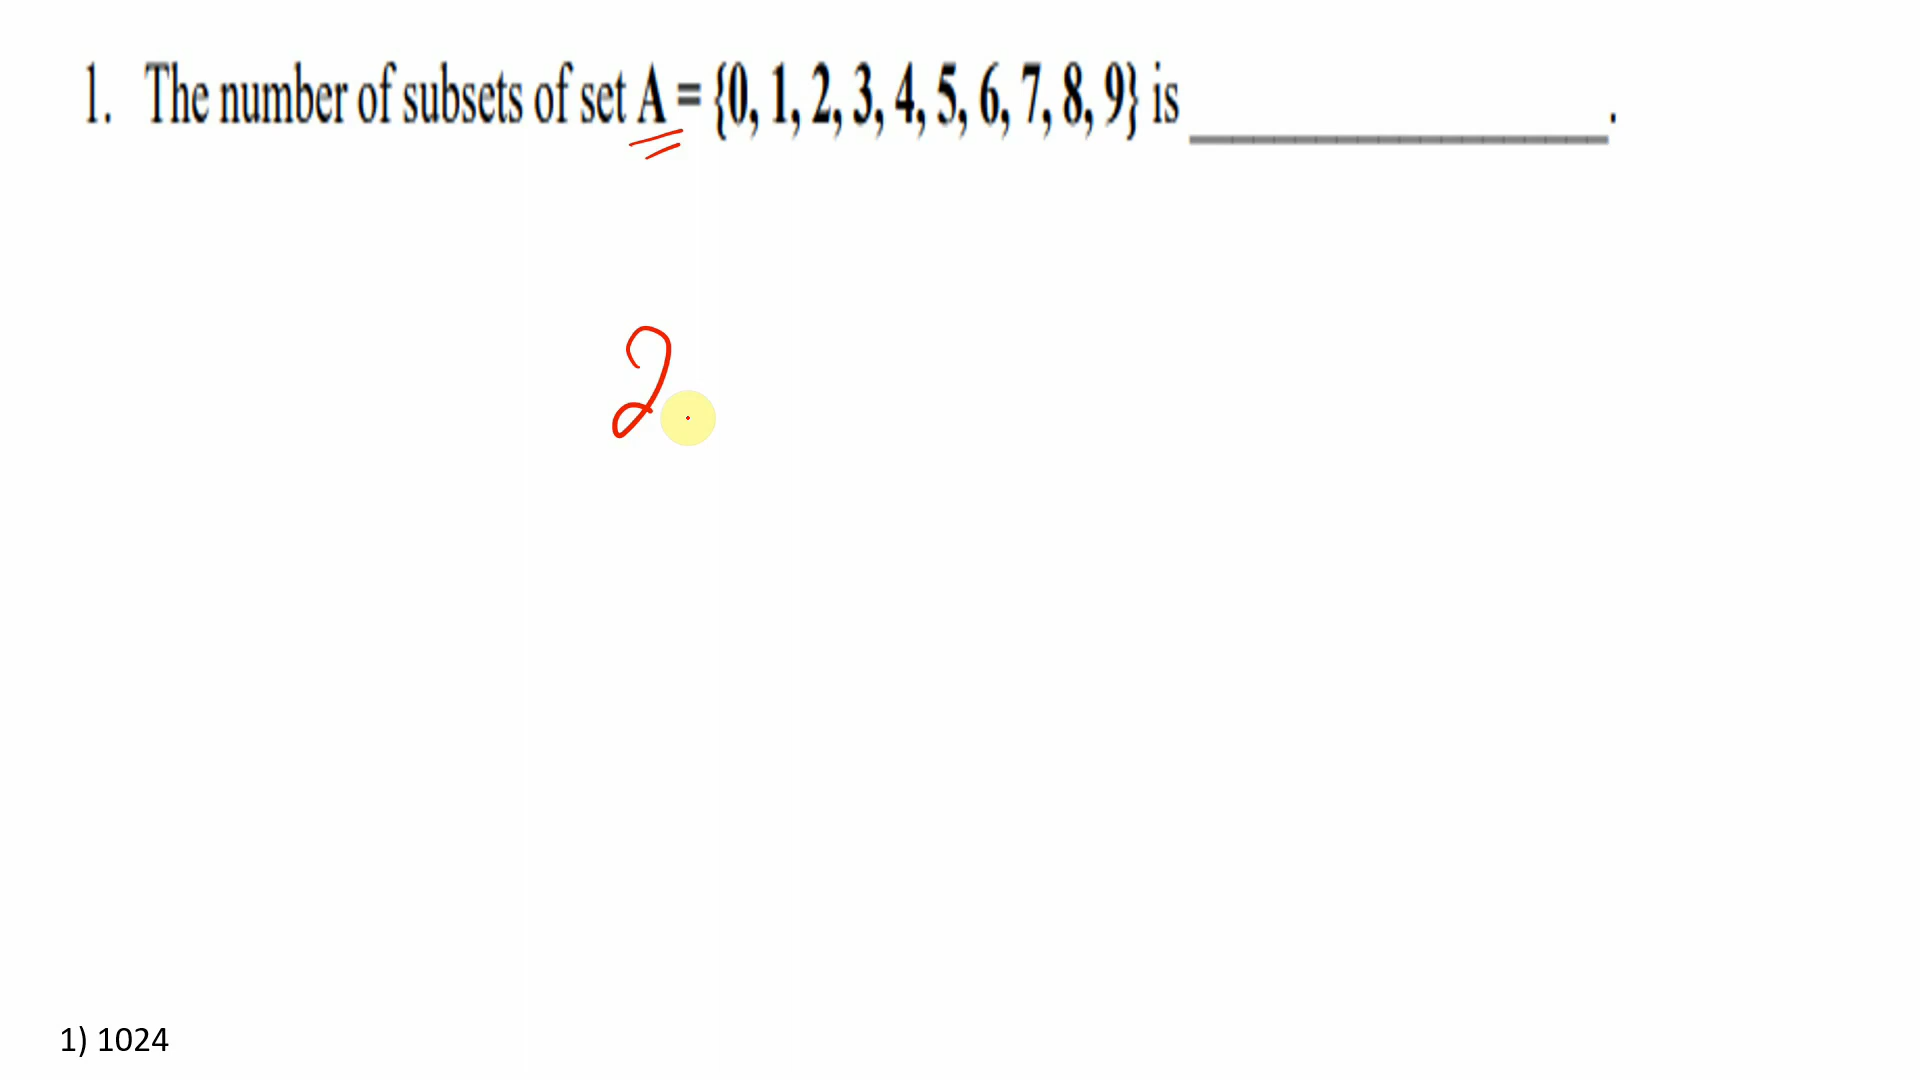 1. The number of subsets of set A = {0, 1, 2, 3, 4, 5, 6, 7, 8, 9} is ____________________.
2
1) 1024